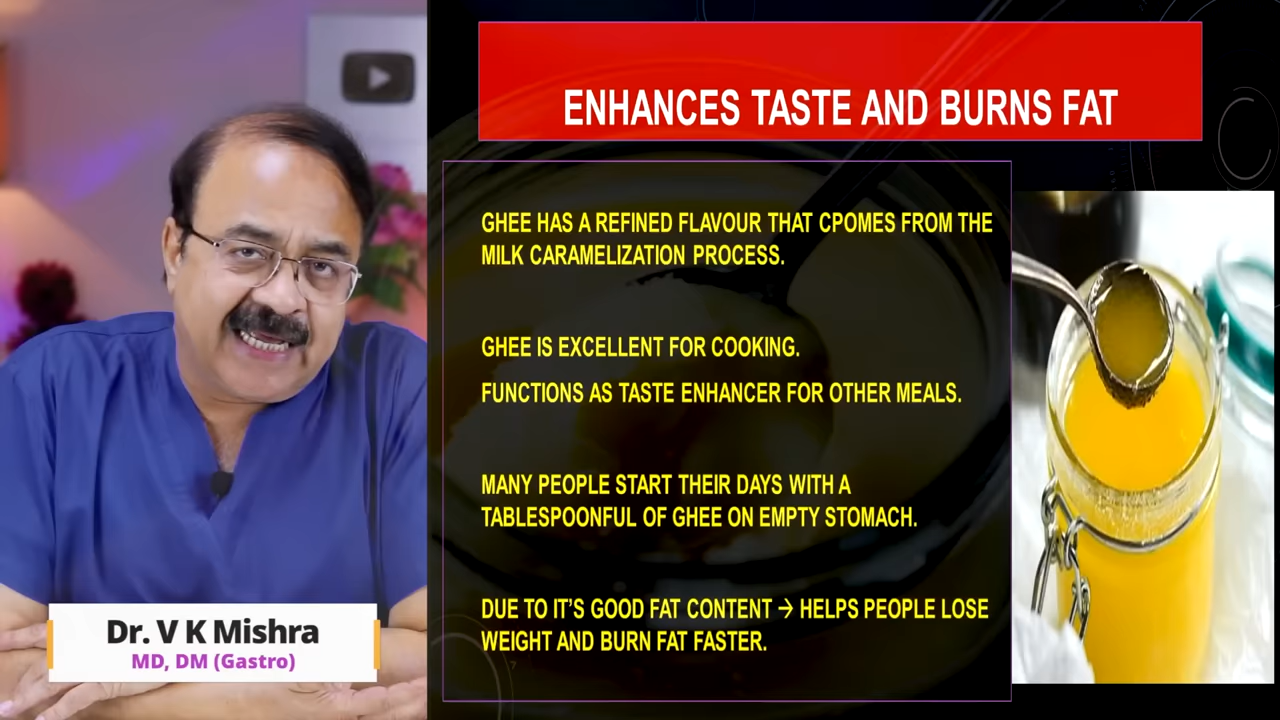 ENHANCES TASTE AND BURNS FAT
GHEE HAS A REFINED FLAVOUR THAT CPOMES FROM THE
MILK CARAMELIZATION PROCESS.
GHEE IS EXCELLENT FOR COOKING.
FUNCTIONS AS TASTE ENHANCER FOR OTHER MEALS.
MANY PEOPLE START THEIR DAYS WITH A
TABLESPOONFUL OF GHEE ON EMPTY STOMACH.
DUE TO IT'S GOOD FAT CONTENT → HELPS PEOPLE LOSE
WEIGHT AND BURN FAT FASTER.
Dr. V K Mishra
MD, DM (Gastro)